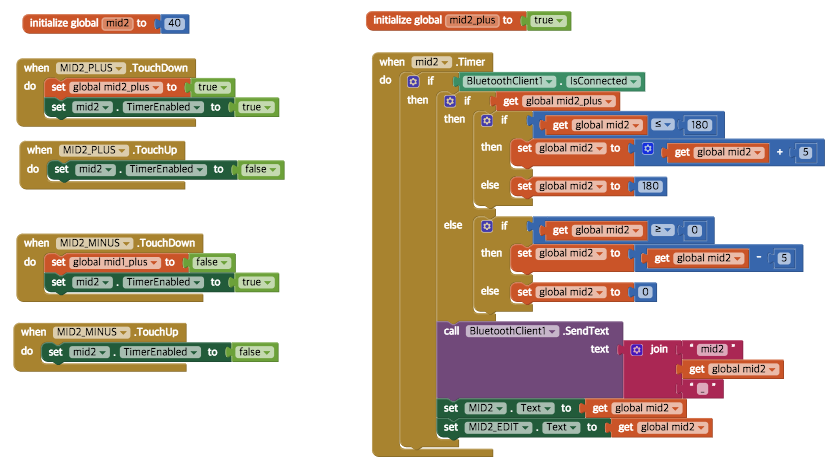 initialize global mid2 to 40
when MID2_PLUS .TouchDown
do set global mid2_plus to true
set mid2 . TimerEnabled to true
when MID2_PLUS .TouchUp
do set mid2 . TimerEnabled to false
when MID2_MINUS .TouchDown
do set global mid1_plus to false
set mid2 . TimerEnabled to true
when MID2_MINUS .TouchUp
do set mid2 . TimerEnabled to false
initialize global mid2_plus to true
when mid2 .Timer
do if BluetoothClient1 . IsConnected
then if get global mid2_plus
then if get global mid2 ≤ 180
then set global mid2 to get global mid2 + 5
else set global mid2 to 180
else if get global mid2 ≥ 0
then set global mid2 to get global mid2 - 5
else set global mid2 to 0
call BluetoothClient1 .SendText
text join " mid2 "
get global mid2
" _ "
set MID2 . Text to get global mid2
set MID2_EDIT . Text to get global mid2